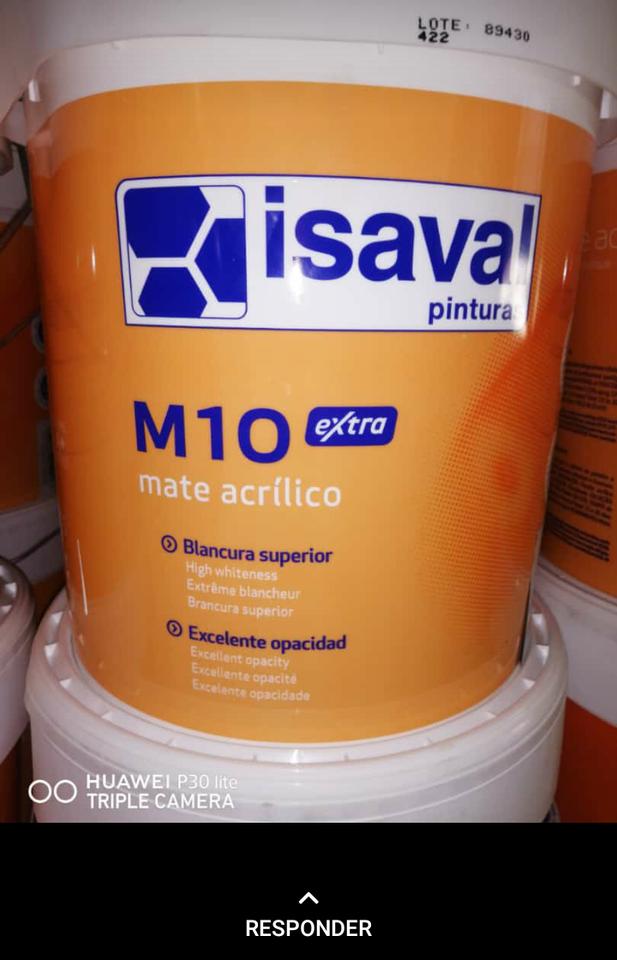 LOTE: 89430
422
isaval
pinturas
M10 extra
mate acrílico
Blancura superior
High whiteness
Extrême blancheur
Brancura superior
Excelente opacidad
Excellent opacity
Excellente opacité
Excelente opacidade
HUAWEI P30 lite
TRIPLE CAMERA
RESPONDER